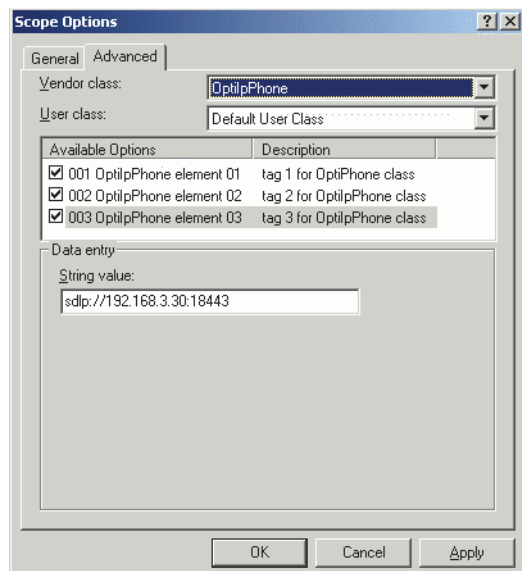 Scope Options
General Advanced
Vendor class: OptiIpPhone
User class: Default User Class
Available Options Description
001 OptiIpPhone element 01 tag 1 for OptiPhone class
002 OptiIpPhone element 02 tag 2 for OptiIpPhone class
003 OptiIpPhone element 03 tag 3 for OptiIpPhone class
Data entry
String value:
sdlp://192.168.3.30:18443
OK Cancel Apply